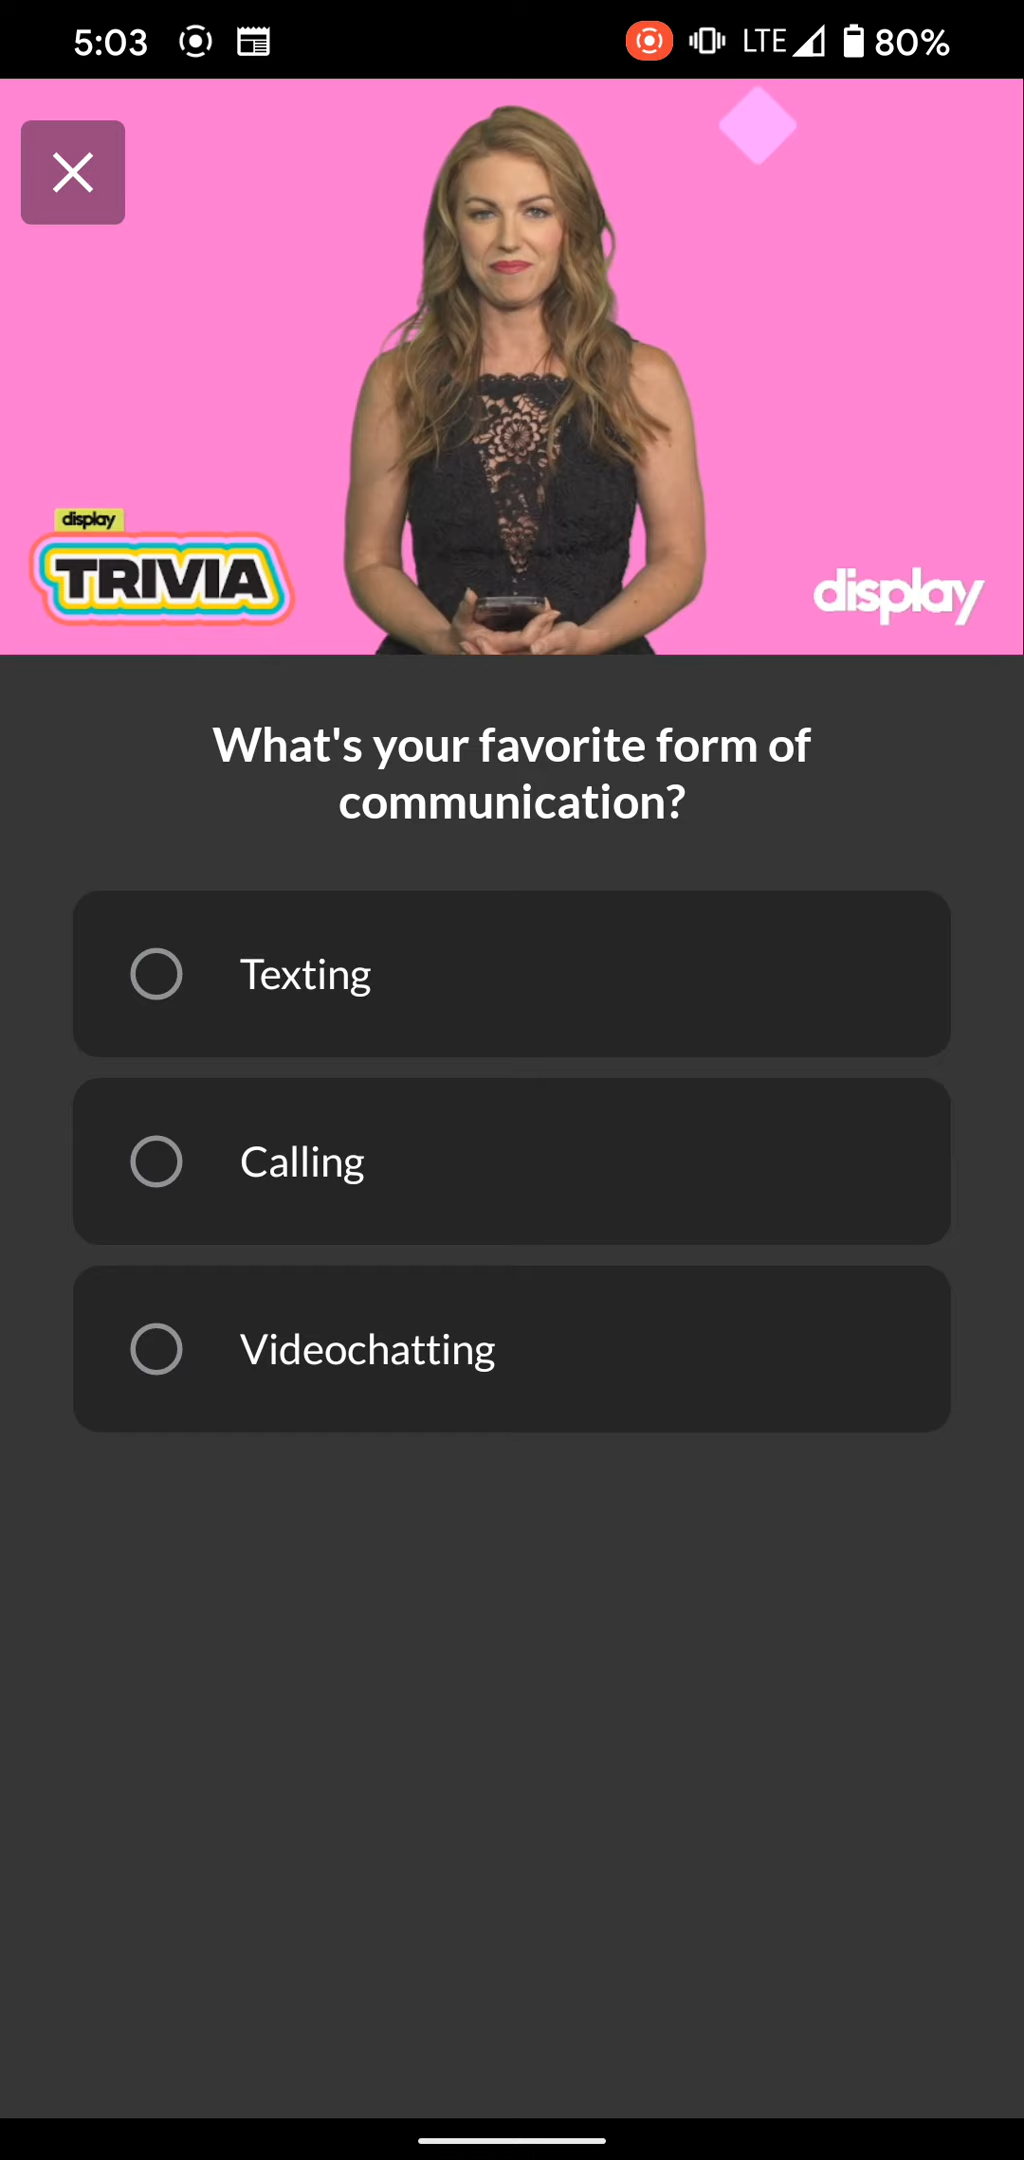 5:03
LTE
80%
display
TRIVIA
display
What's your favorite form of
communication?
Texting
Calling
Videochatting